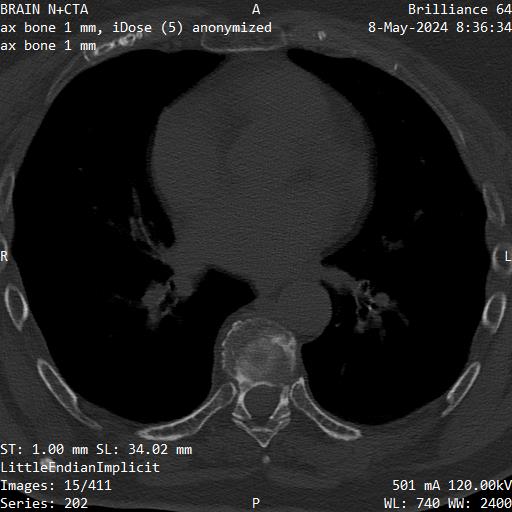 BRAIN N+CTA
ax bone 1 mm, iDose (5) anonymized
ax bone 1 mm
A
Brilliance 64
8-May-2024 8:36:34
R
L
ST: 1.00 mm SL: 34.02 mm
LittleEndianImplicit
Images: 15/411
Series: 202
P
501 mA 120.00kV
WL: 740 WW: 2400